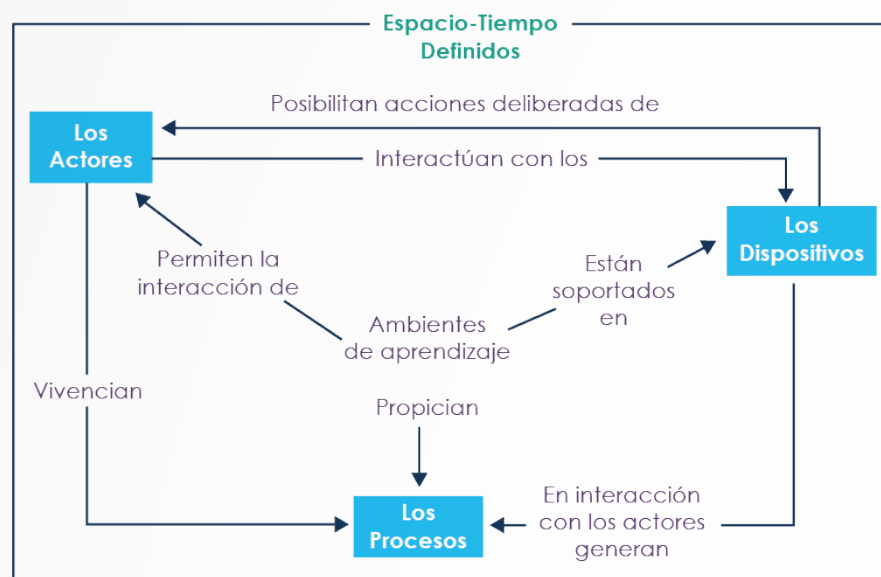 Espacio-Tiempo
Definidos
Posibilitan acciones deliberadas de
Los
Actores
Interactúan con los
Los
Dispositivos
Permiten la
interacción de
Están
soportados
en
Ambientes
de aprendizaje
Vivencian
Propician
Los
Procesos
En interacción
con los actores
generan